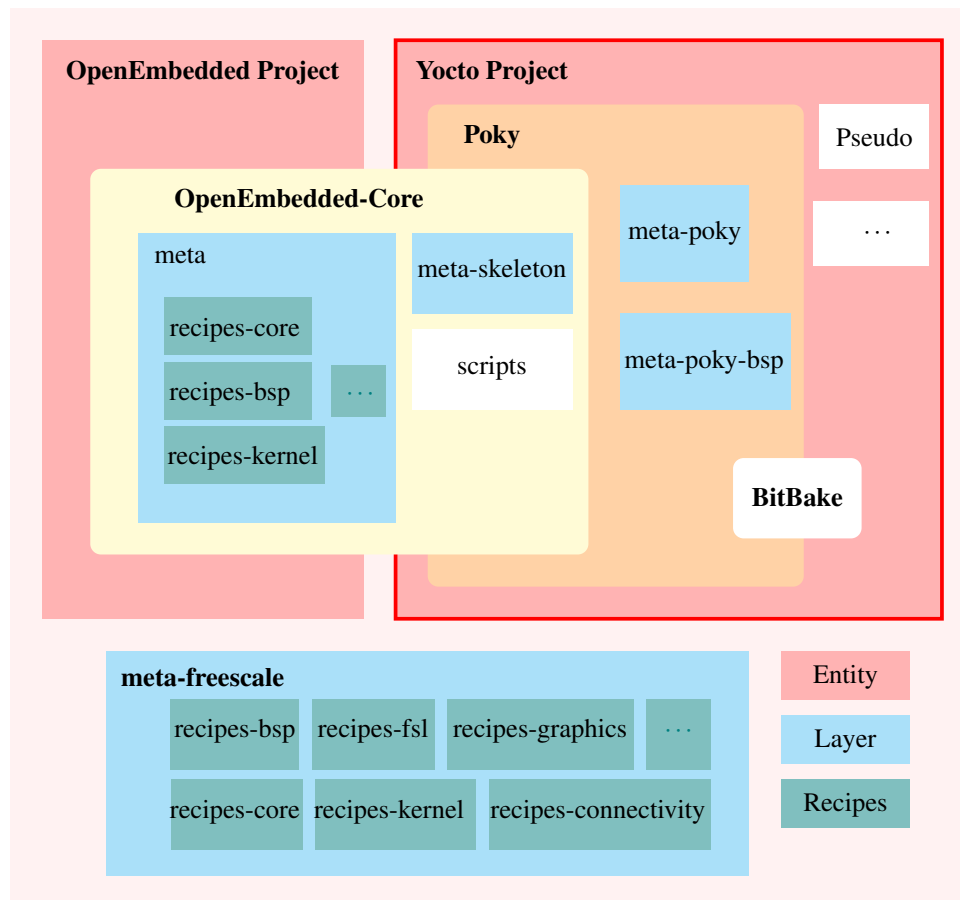 OpenEmbedded Project
Yocto Project
Poky
Pseudo
OpenEmbedded-Core
meta-poky
...
meta
meta-skeleton
recipes-core
scripts
meta-poky-bsp
recipes-bsp
...
recipes-kernel
BitBake
meta-freescale
Entity
recipes-bsp
recipes-fsl
recipes-graphics
...
Layer
recipes-core
recipes-kernel
recipes-connectivity
Recipes